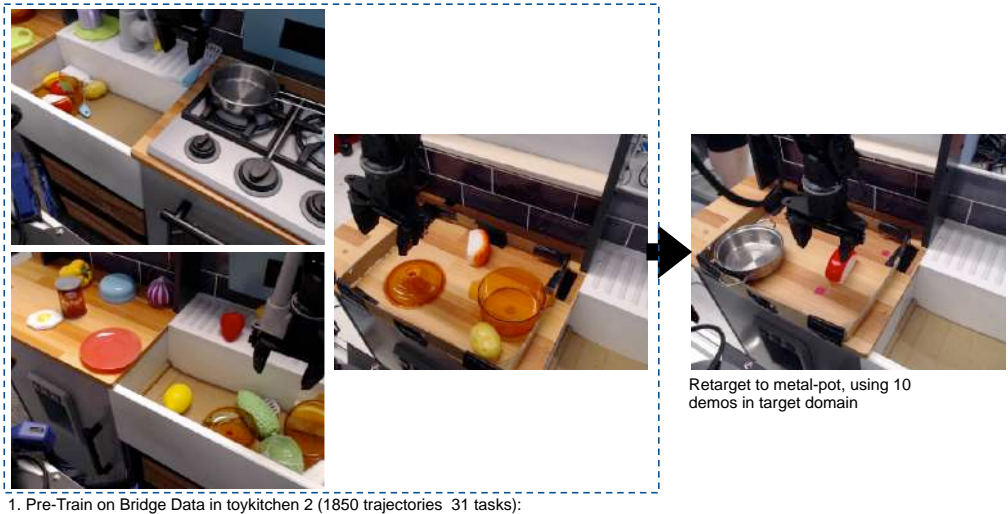 Retarget to metal-pot, using 10
demos in target domain
1. Pre-Train on Bridge Data in toykitchen 2 (1850 trajectories  31 tasks):